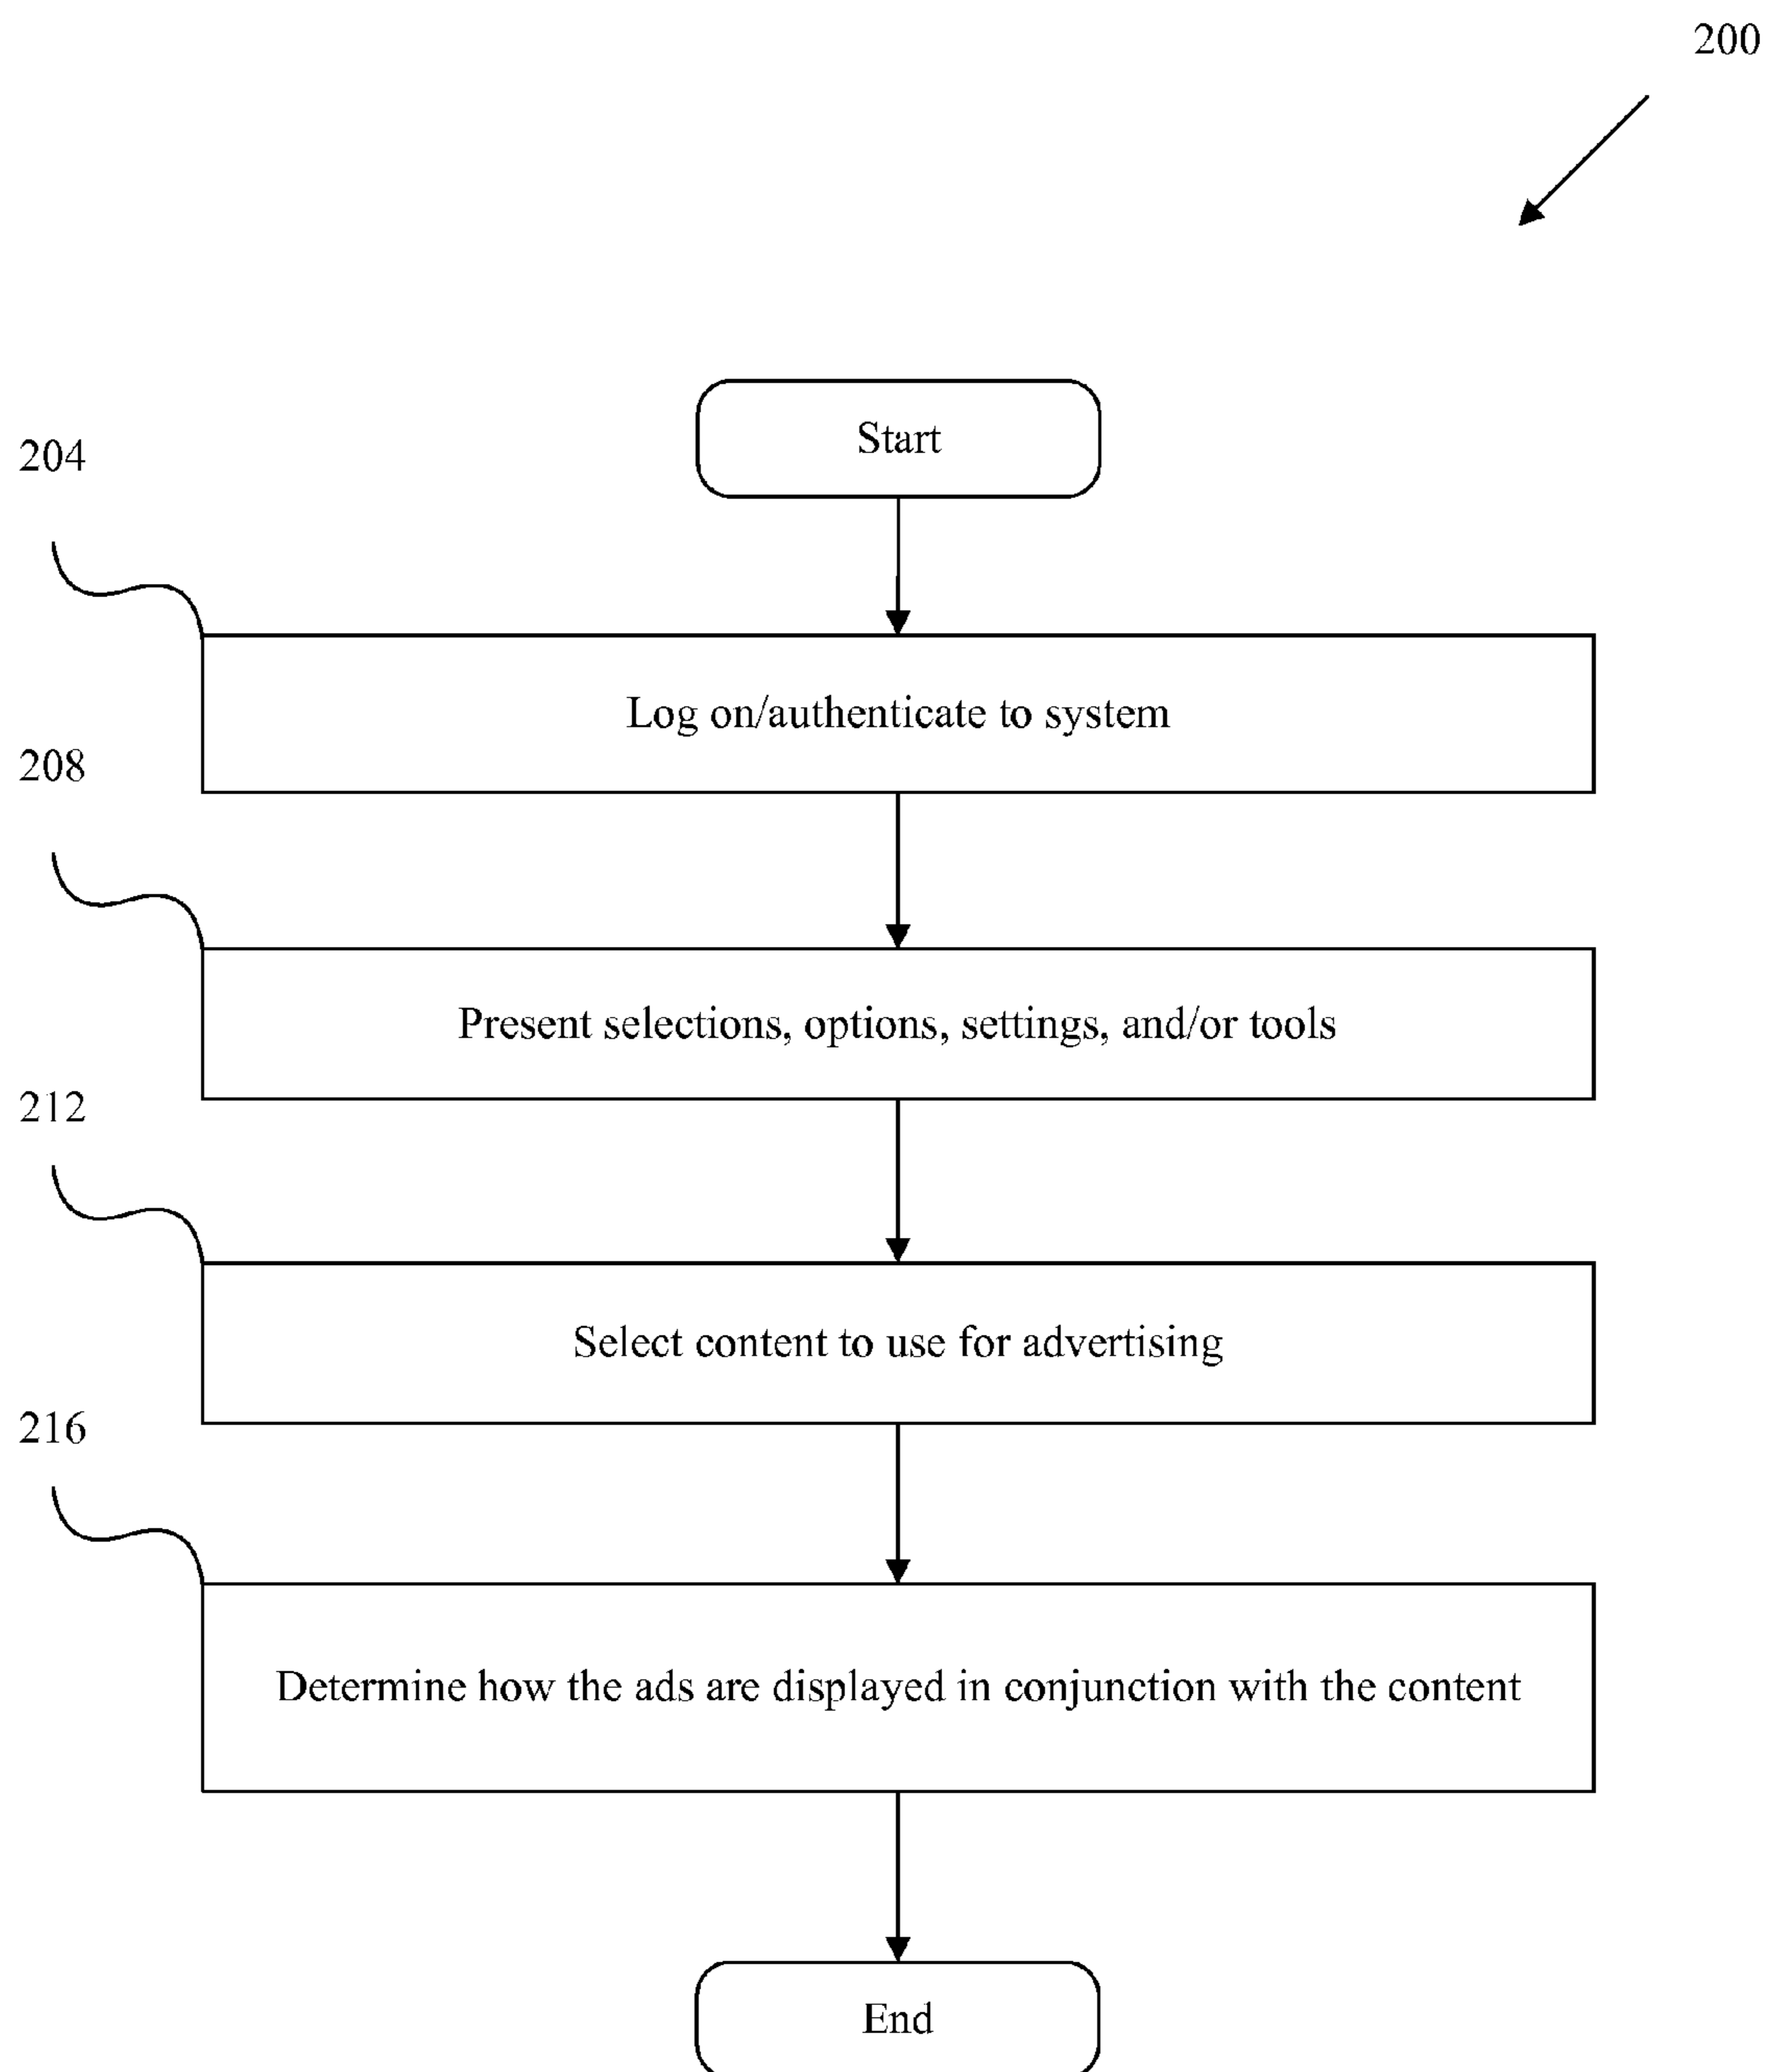 200
Start
204
Log on/authenticate to system
208
Present selections, options, settings, and/or tools
212
Select content to use for advertising
216
Determine how the ads are displayed in conjunction with the content
End